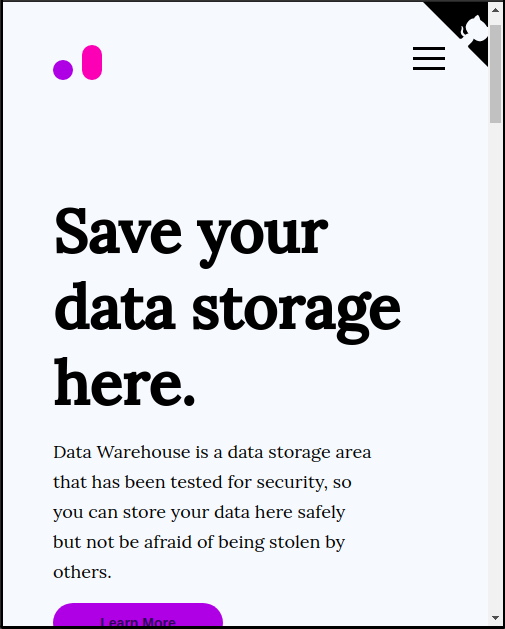 Save your
data storage
here.
Data Warehouse is a data storage area
that has been tested for security, so
you can store your data here safely
but not be afraid of being stolen by
others.
Learn More